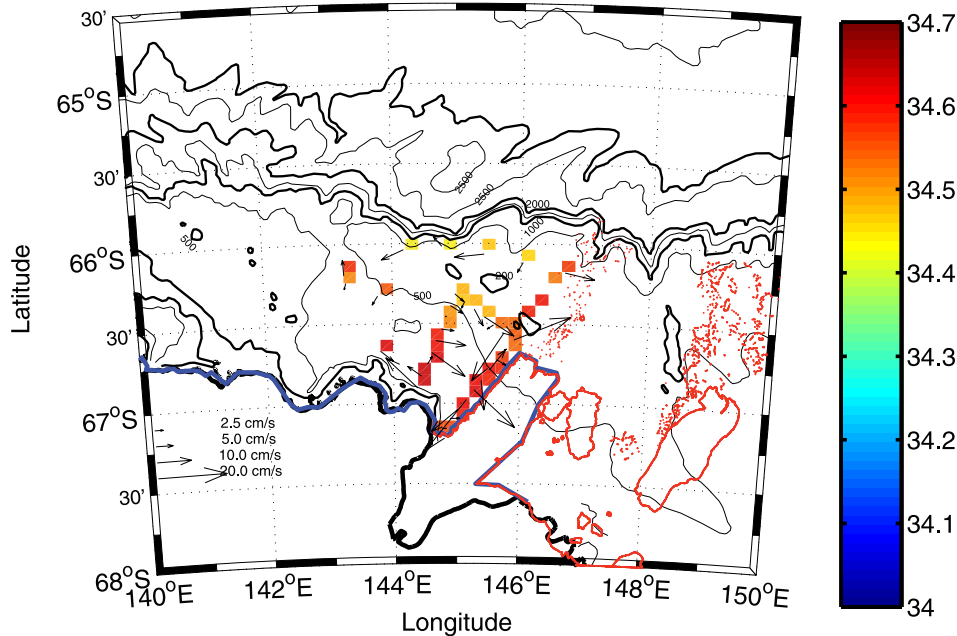 30'
65°S
30'
66°S
30'
67°S
30'
68°S
Latitude
140°E
142°E
144°E
146°E
148°E
150°E
Longitude
500
2500
2500
2000
1000
200
500
2.5 cm/s
5.0 cm/s
10.0 cm/s
20.0 cm/s
34.7
34.6
34.5
34.4
34.3
34.2
34.1
34